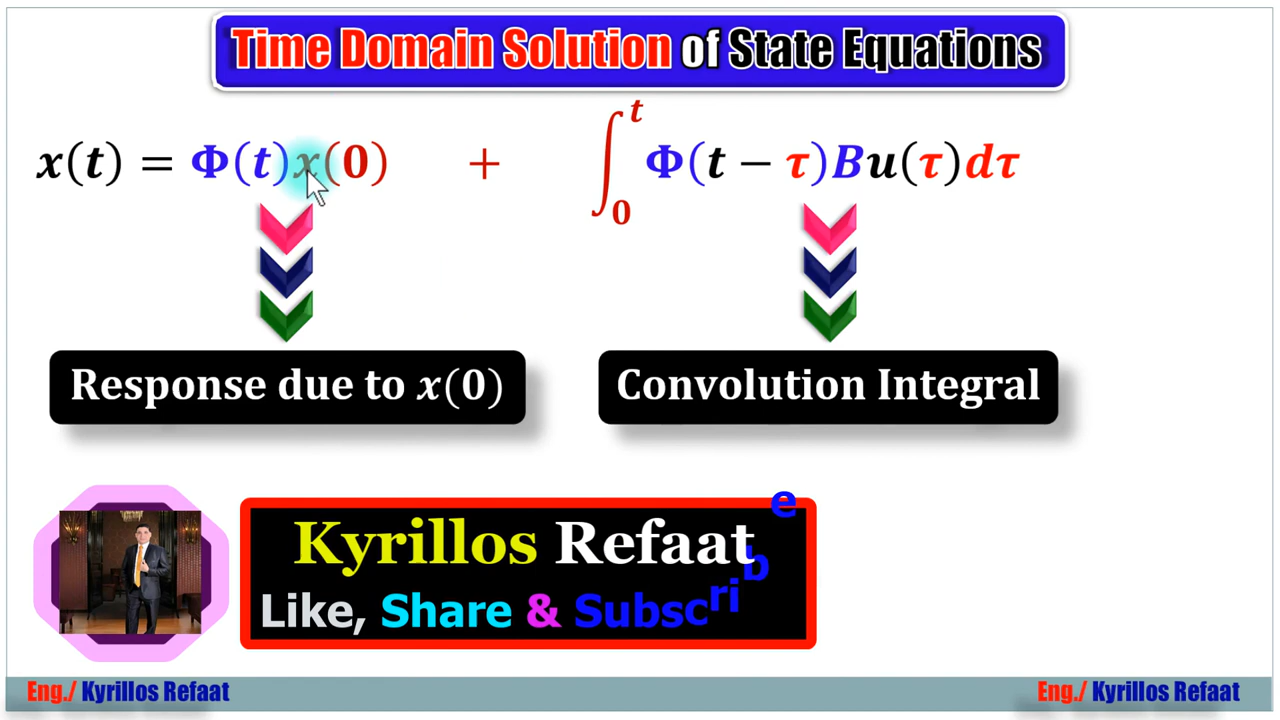 Time Domain Solution of State Equations
x(t) = Φ(t)x(0) + ∫₀ᵗ Φ(t − τ)Bu(τ)dτ
Response due to x(0)
Convolution Integral
Kyrillos Refaat
Like, Share & Subscribe
Eng./ Kyrillos Refaat
Eng./ Kyrillos Refaat